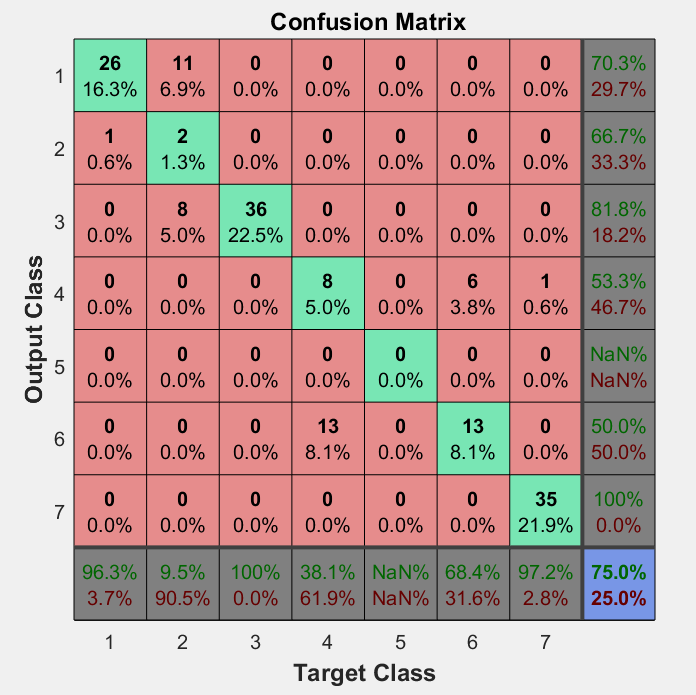 Confusion Matrix
1 26 11 0 0 0 0 0 70.3%
16.3% 6.9% 0.0% 0.0% 0.0% 0.0% 0.0% 29.7%
2 1 2 0 0 0 0 0 66.7%
0.6% 1.3% 0.0% 0.0% 0.0% 0.0% 0.0% 33.3%
3 0 8 36 0 0 0 0 81.8%
0.0% 5.0% 22.5% 0.0% 0.0% 0.0% 0.0% 18.2%
4 0 0 0 8 0 6 1 53.3%
0.0% 0.0% 0.0% 5.0% 0.0% 3.8% 0.6% 46.7%
5 0 0 0 0 0 0 0 NaN%
0.0% 0.0% 0.0% 0.0% 0.0% 0.0% 0.0% NaN%
6 0 0 0 13 0 13 0 50.0%
0.0% 0.0% 0.0% 8.1% 0.0% 8.1% 0.0% 50.0%
7 0 0 0 0 0 0 35 100%
0.0% 0.0% 0.0% 0.0% 0.0% 0.0% 21.9% 0.0%
96.3% 9.5% 100% 38.1% NaN% 68.4% 97.2% 75.0%
3.7% 90.5% 0.0% 61.9% NaN% 31.6% 2.8% 25.0%
1 2 3 4 5 6 7
Target Class
Output Class